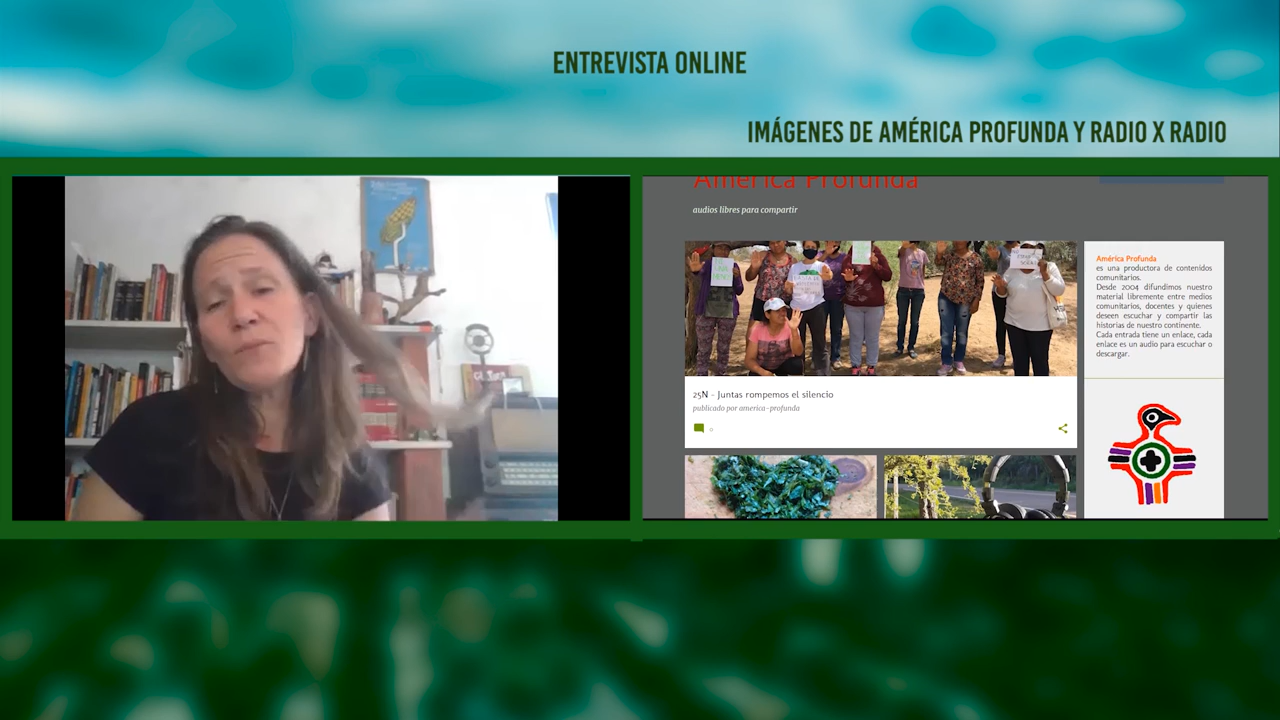 ENTREVISTA ONLINE
IMÁGENES DE AMÉRICA PROFUNDA Y RADIO X RADIO
América Profunda
audios libres para compartir
25N - Juntas rompemos el silencio
publicado por america-profunda
0
América Profunda
es una productora de contenidos
comunitarios.
Desde 2004 difundimos nuestro
material libremente entre medios
comunitarios, docentes y quienes
deseen escuchar y compartir las
historias de nuestro continente.
Cada entrada tiene un enlace, cada
enlace es un audio para escuchar o
descargar.